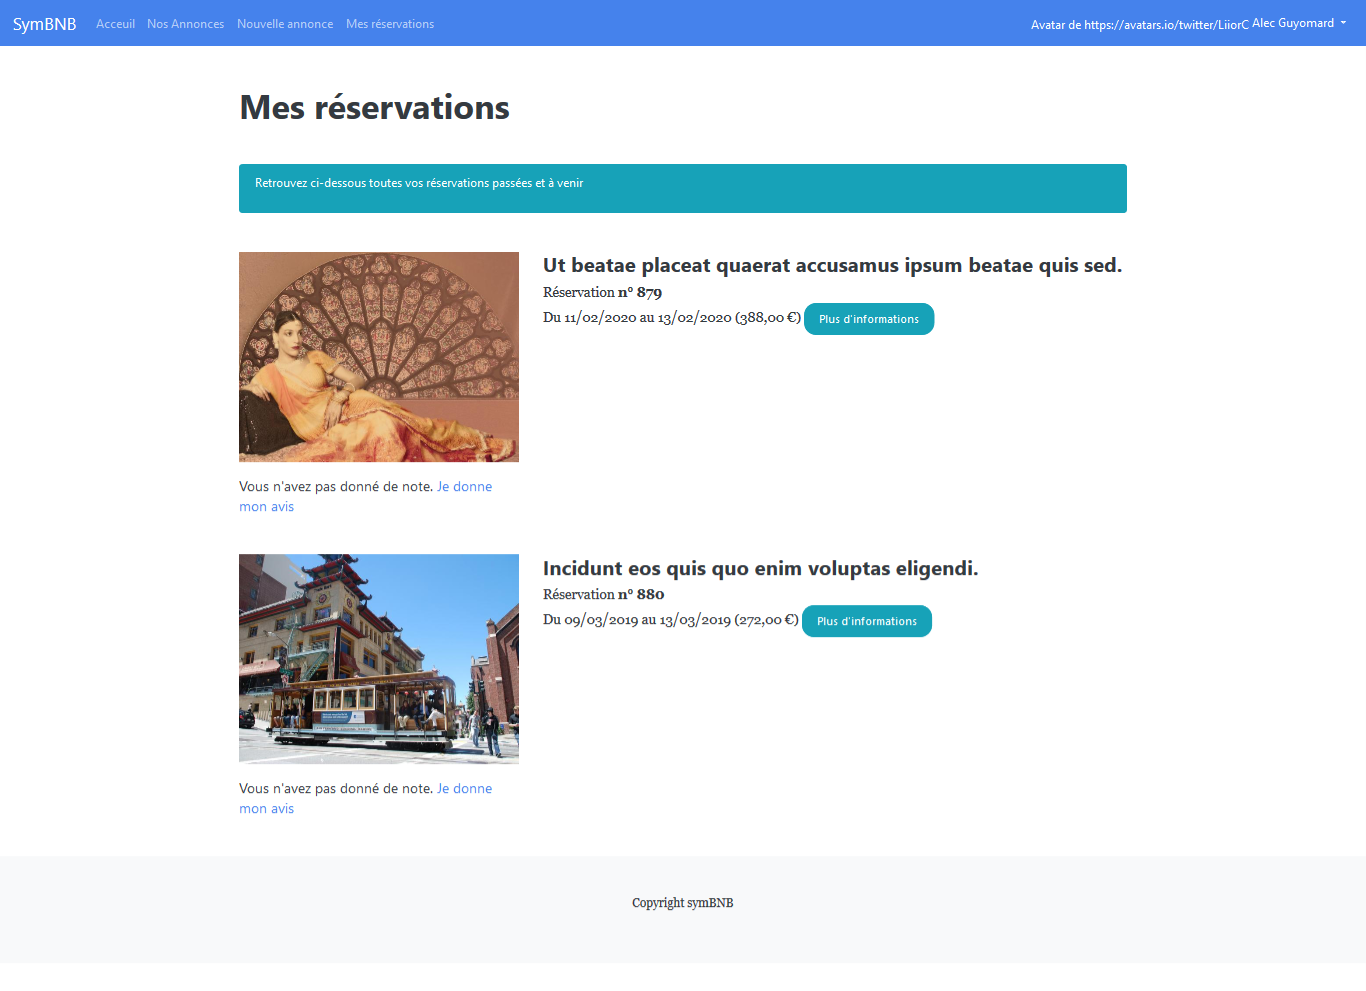 SymBNB Acceuil Nos Annonces Nouvelle annonce Mes réservations Avatar de https://avatars.io/twitter/LiiorC Alec Guyomard
Mes réservations
Retrouvez ci-dessous toutes vos réservations passées et à venir
Ut beatae placeat quaerat accusamus ipsum beatae quis sed.
Réservation n° 879
Du 11/02/2020 au 13/02/2020 (388,00 €) Plus d'informations
Vous n'avez pas donné de note. Je donne
mon avis
Incidunt eos quis quo enim voluptas eligendi.
Réservation n° 880
Du 09/03/2019 au 13/03/2019 (272,00 €) Plus d'informations
Vous n'avez pas donné de note. Je donne
mon avis
Copyright symBNB